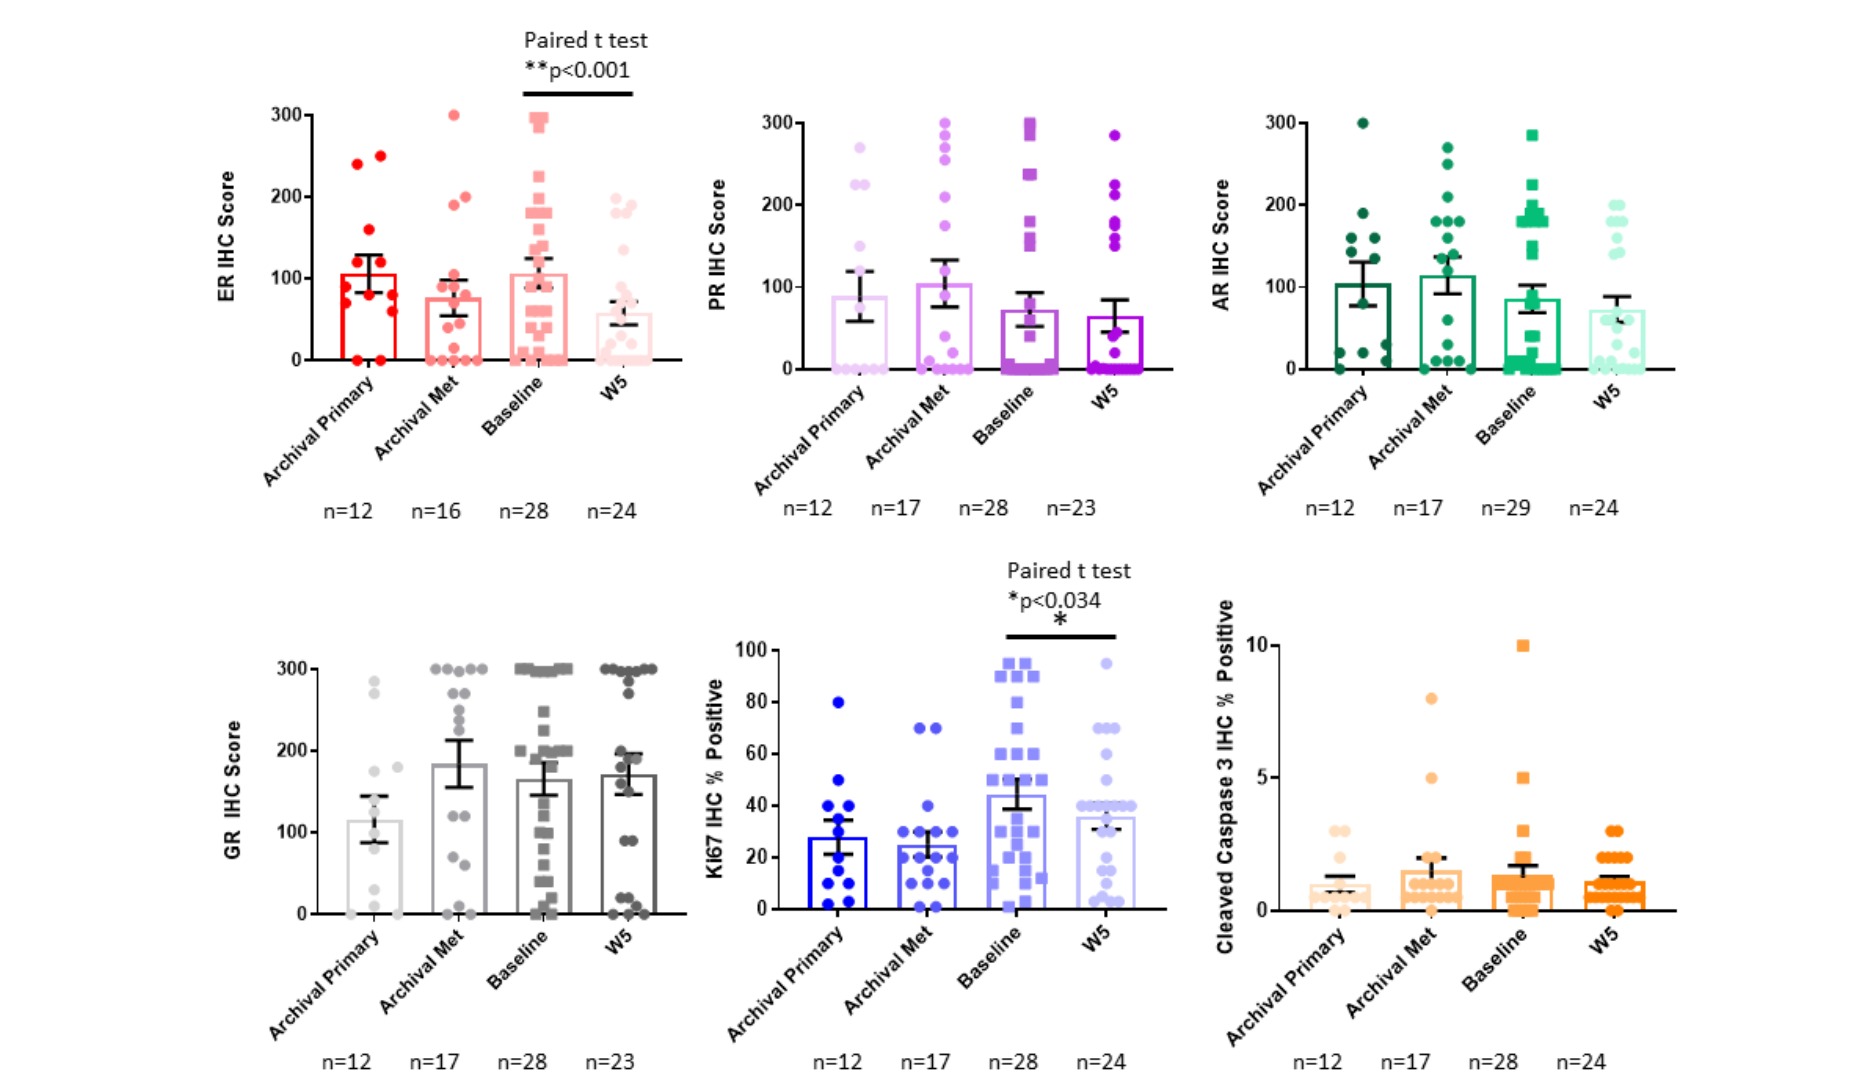 Paired t test
**p<0.001
ER IHC Score
300
200
100
0
Archival Primary
Archival Met
Baseline
W5
n=12
n=16
n=28
n=24
PR IHC Score
300
200
100
0
Archival Primary
Archival Met
Baseline
W5
n=12
n=17
n=28
n=23
AR IHC Score
300
200
100
0
Archival Primary
Archival Met
Baseline
W5
n=12
n=17
n=29
n=24
GR IHC Score
300
200
100
0
Archival Primary
Archival Met
Baseline
W5
n=12
n=17
n=28
n=23
Paired t test
*p<0.034
*
Ki67 IHC % Positive
100
80
60
40
20
0
Archival Primary
Archival Met
Baseline
W5
n=12
n=17
n=28
n=24
Cleaved Caspase 3 IHC % Positive
10
5
0
Archival Primary
Archival Met
Baseline
W5
n=12
n=17
n=28
n=24